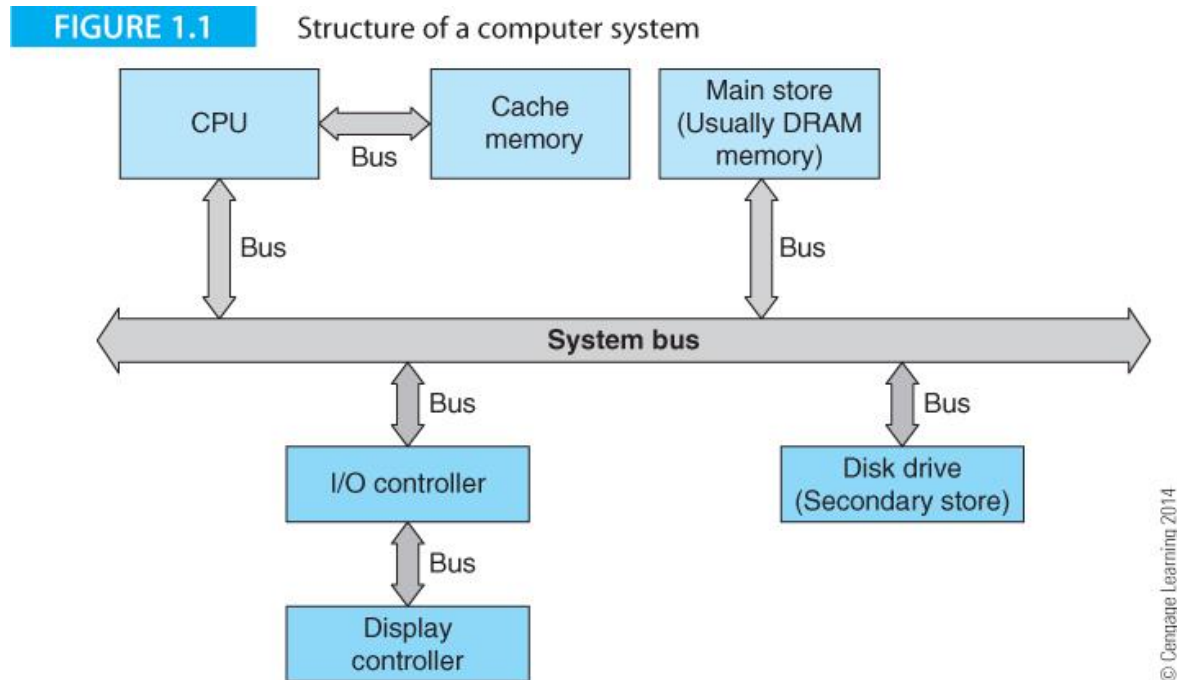 FIGURE 1.1 Structure of a computer system
CPU
Bus
Cache
memory
Main store
(Usually DRAM
memory)
Bus
Bus
System bus
Bus
Bus
I/O controller
Disk drive
(Secondary store)
Bus
Display
controller
© Cengage Learning 2014